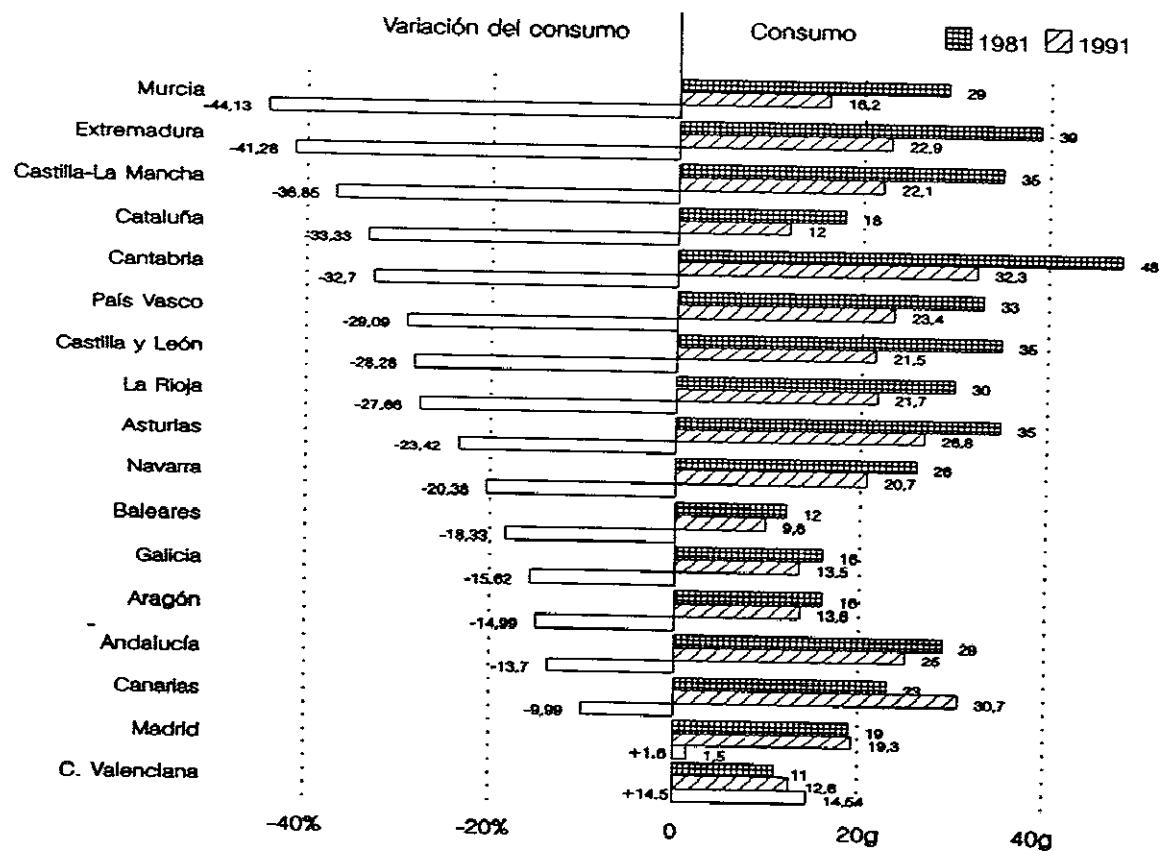 Variación del consumo Consumo 1981 1991
Murcia 29
-44,13 16,2
Extremadura 39
-41,28 22,9
Castilla-La Mancha 35
-36,85 22,1
Cataluña 18
-33,33 12
Cantabria 48
-32,7 32,3
País Vasco 33
-29,09 23,4
Castilla y León 35
-28,28 21,5
La Rioja 30
-27,66 21,7
Asturias 35
-23,42 26,8
Navarra 26
-20,38 20,7
Baleares 12
-18,33 9,8
Galicia 16
-15,62 13,5
Aragón 16
-14,99 13,6
Andalucía 29
-13,7 25
Canarias 23
-9,99 30,7
Madrid 19
19,3
+1.6 1,5
C. Valenciana 11
12,6
+14.5 14,54
-40% -20% 0 20g 40g